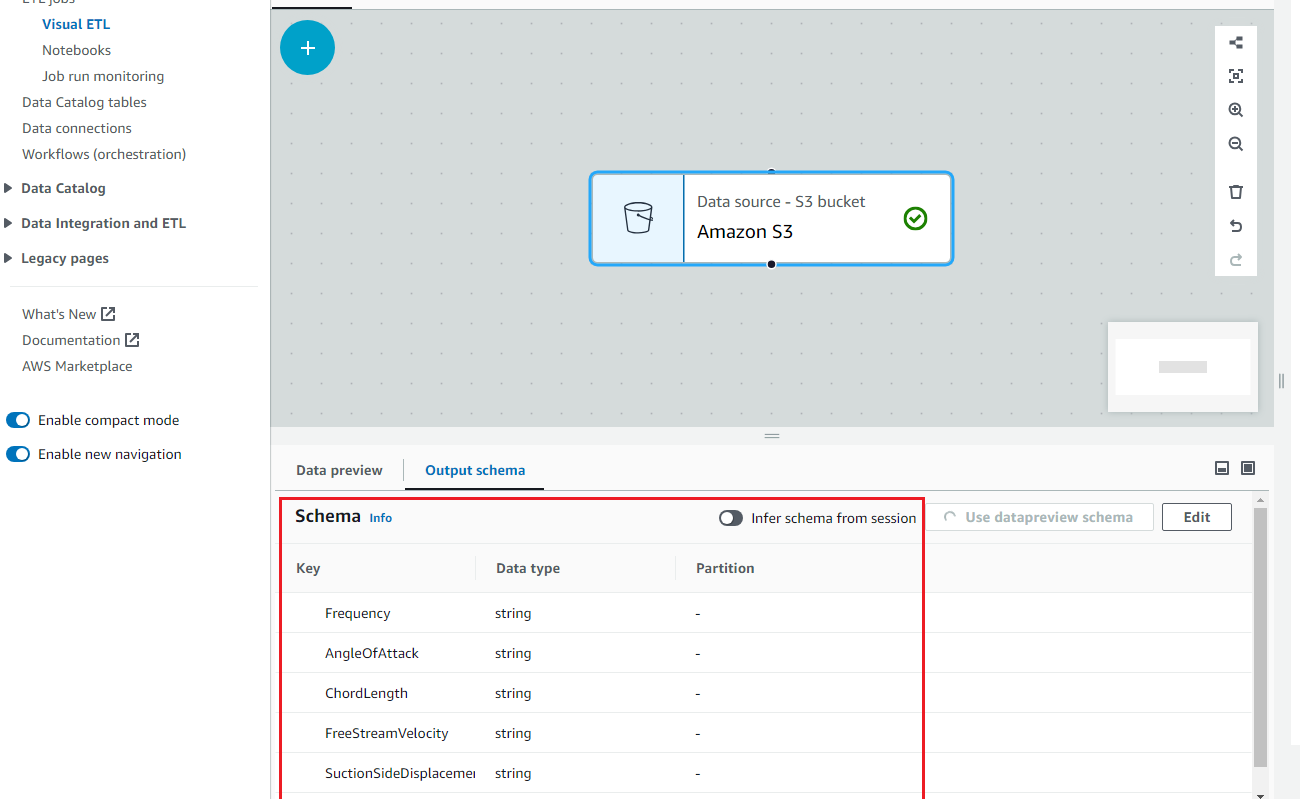 ETL jobs
Visual ETL
Notebooks
Job run monitoring
Data Catalog tables
Data connections
Workflows (orchestration)
Data Catalog
Data Integration and ETL
Legacy pages
What's New
Documentation
AWS Marketplace
Enable compact mode
Enable new navigation
Data source - S3 bucket
Amazon S3
Data preview
Output schema
Schema Info
Infer schema from session
Use datapreview schema
Edit
Key Data type Partition
Frequency string -
AngleOfAttack string -
ChordLength string -
FreeStreamVelocity string -
SuctionSideDisplacemen string -